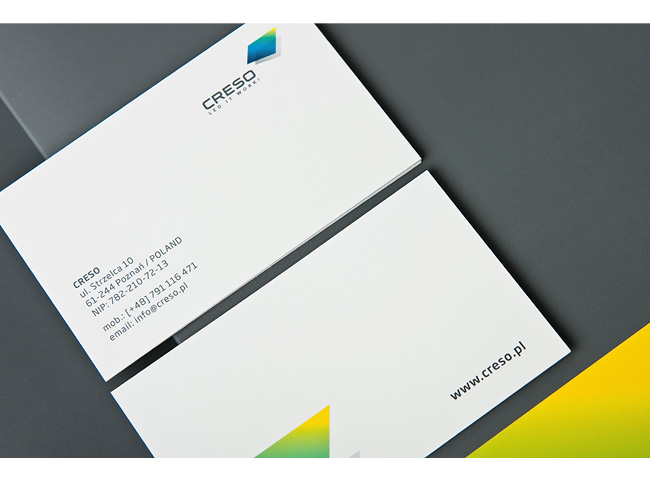 CRESO
LED IT WORK!
CRESO
ul. Strzelca 10
61-244 Poznań / POLAND
NIP: 782-210-72-13
mob.: [+48] 791 116 471
email: info@creso.pl
www.creso.pl